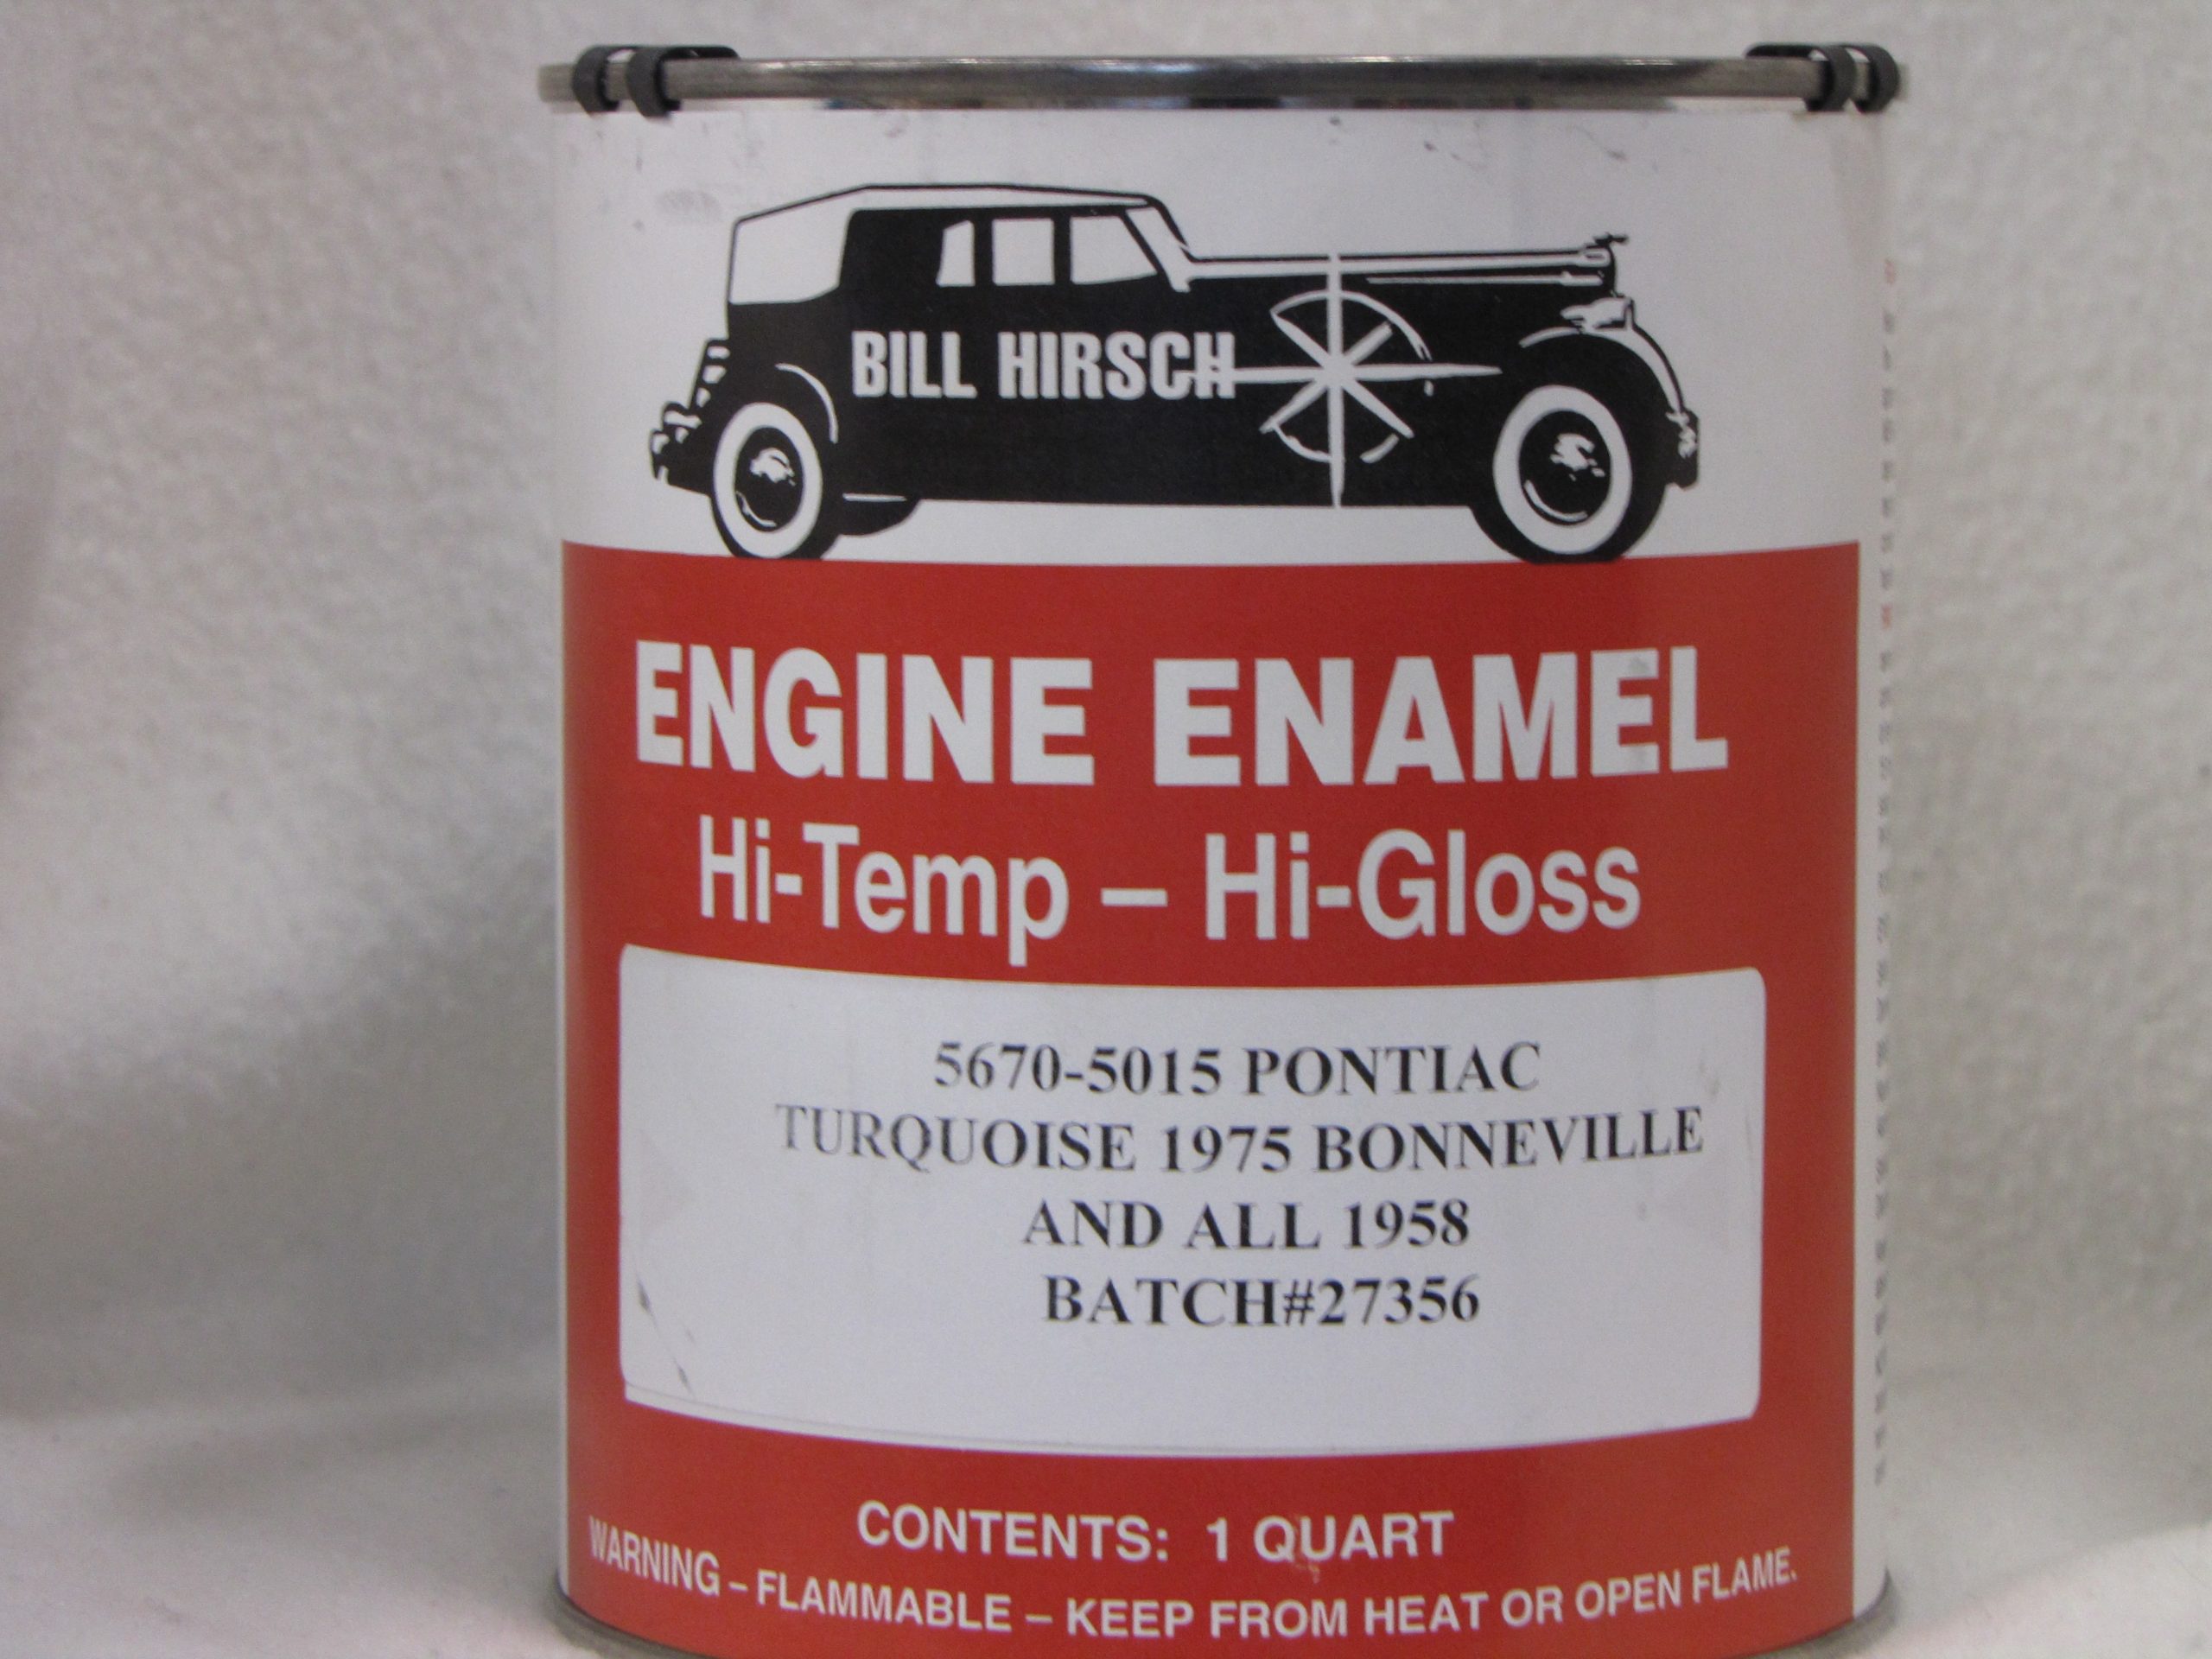 BILL HIRSCH
ENGINE ENAMEL
Hi-Temp – Hi-Gloss
5670-5015 PONTIAC
TURQUOISE 1975 BONNEVILLE
AND ALL 1958
BATCH#27356
CONTENTS: 1 QUART
WARNING – FLAMMABLE – KEEP FROM HEAT OR OPEN FLAME.